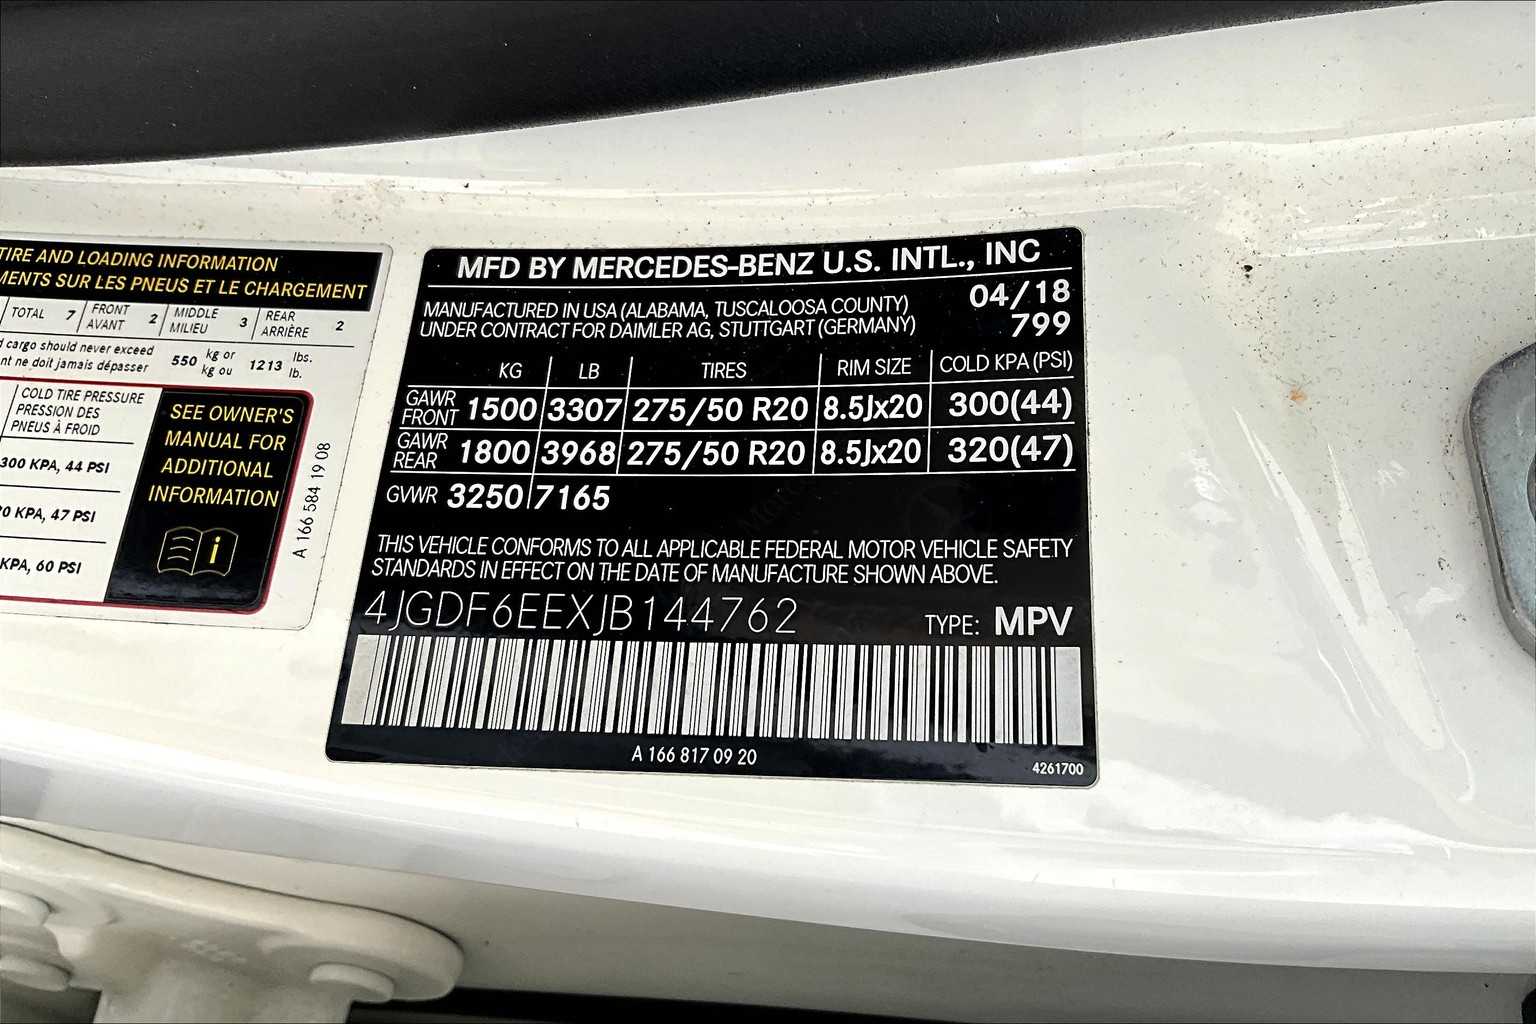 TIRE AND LOADING INFORMATION
MENTS SUR LES PNEUS ET LE CHARGEMENT
TOTAL 7 FRONT AVANT 2 MIDDLE MILIEU 3 REAR ARRIÈRE 2
cargo should never exceed 550 kg or 1213 lbs.
nt ne doit jamais dépasser kg ou lb.
COLD TIRE PRESSURE
PRESSION DES
PNEUS À FROID
300 KPA, 44 PSI
20 KPA, 47 PSI
KPA, 60 PSI
SEE OWNER'S
MANUAL FOR
ADDITIONAL
INFORMATION
i
A 166 584 19 08
MFD BY MERCEDES-BENZ U.S. INTL., INC
MANUFACTURED IN USA (ALABAMA, TUSCALOOSA COUNTY) 04/18
UNDER CONTRACT FOR DAIMLER AG, STUTTGART (GERMANY) 799
KG LB TIRES RIM SIZE COLD KPA (PSI)
GAWR FRONT 1500 3307 275/50 R20 8.5Jx20 300(44)
GAWR REAR 1800 3968 275/50 R20 8.5Jx20 320(47)
GVWR 3250 7165
THIS VEHICLE CONFORMS TO ALL APPLICABLE FEDERAL MOTOR VEHICLE SAFETY
STANDARDS IN EFFECT ON THE DATE OF MANUFACTURE SHOWN ABOVE.
4JGDF6EEXJB144762 TYPE: MPV
A 166 817 09 20
4261700